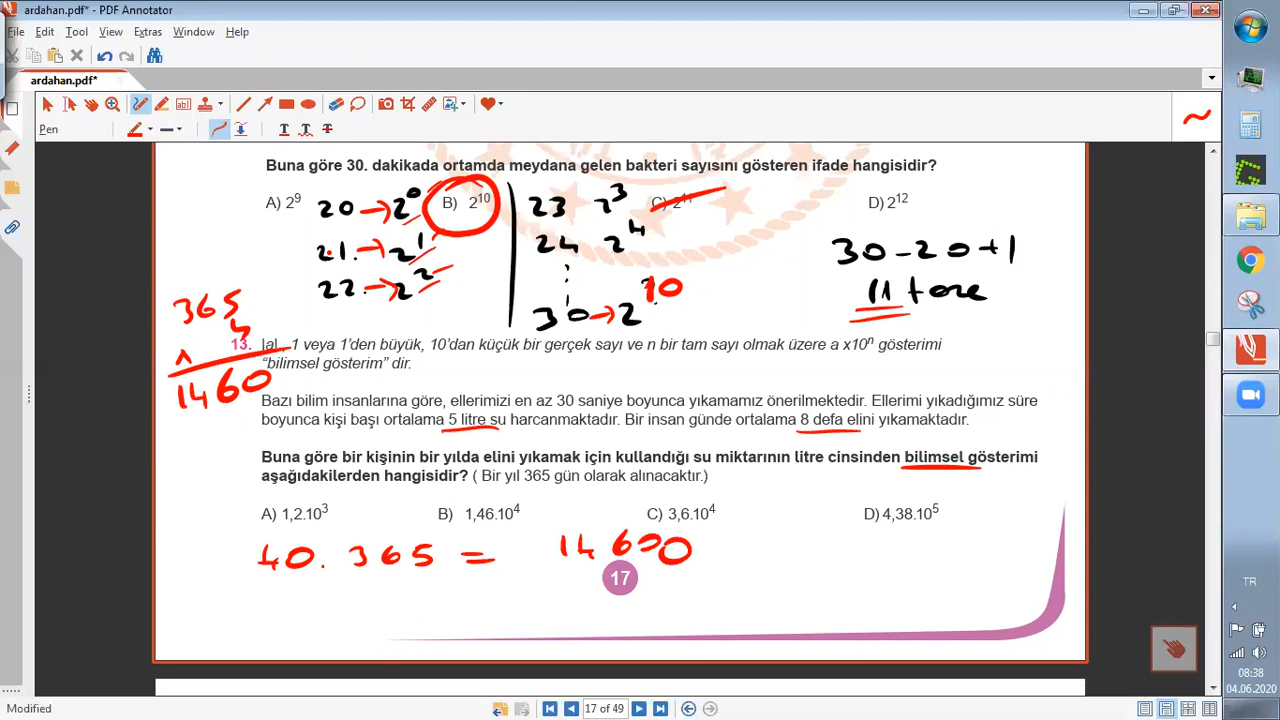 ardahan.pdf* - PDF Annotator
File Edit Tool View Extras Window Help
ardahan.pdf*
Pen
Buna göre 30. dakikada ortamda meydana gelen bakteri sayısını gösteren ifade hangisidir?
A) 2⁹ B) 2¹⁰ C) 2¹¹ D) 2¹²
20 → 2⁰ 23 2³
21. → 2¹ 24 2⁴ 30-20+1
22. → 2² 11 tane
30 → 2¹⁰
365
4
x
1460
13. |a|, 1 veya 1’den büyük, 10’dan küçük bir gerçek sayı ve n bir tam sayı olmak üzere a x10ⁿ gösterimi
“bilimsel gösterim” dir.
Bazı bilim insanlarına göre, ellerimizi en az 30 saniye boyunca yıkamamız önerilmektedir. Ellerimi yıkadığımız süre
boyunca kişi başı ortalama 5 litre su harcanmaktadır. Bir insan günde ortalama 8 defa elini yıkamaktadır.
Buna göre bir kişinin bir yılda elini yıkamak için kullandığı su miktarının litre cinsinden bilimsel gösterimi
aşağıdakilerden hangisidir? ( Bir yıl 365 gün olarak alınacaktır.)
A) 1,2.10³ B) 1,46.10⁴ C) 3,6.10⁴ D) 4,38.10⁵
40. 365 = 14600
17
TR
08:38
04.06.2020
Modified
17 of 49